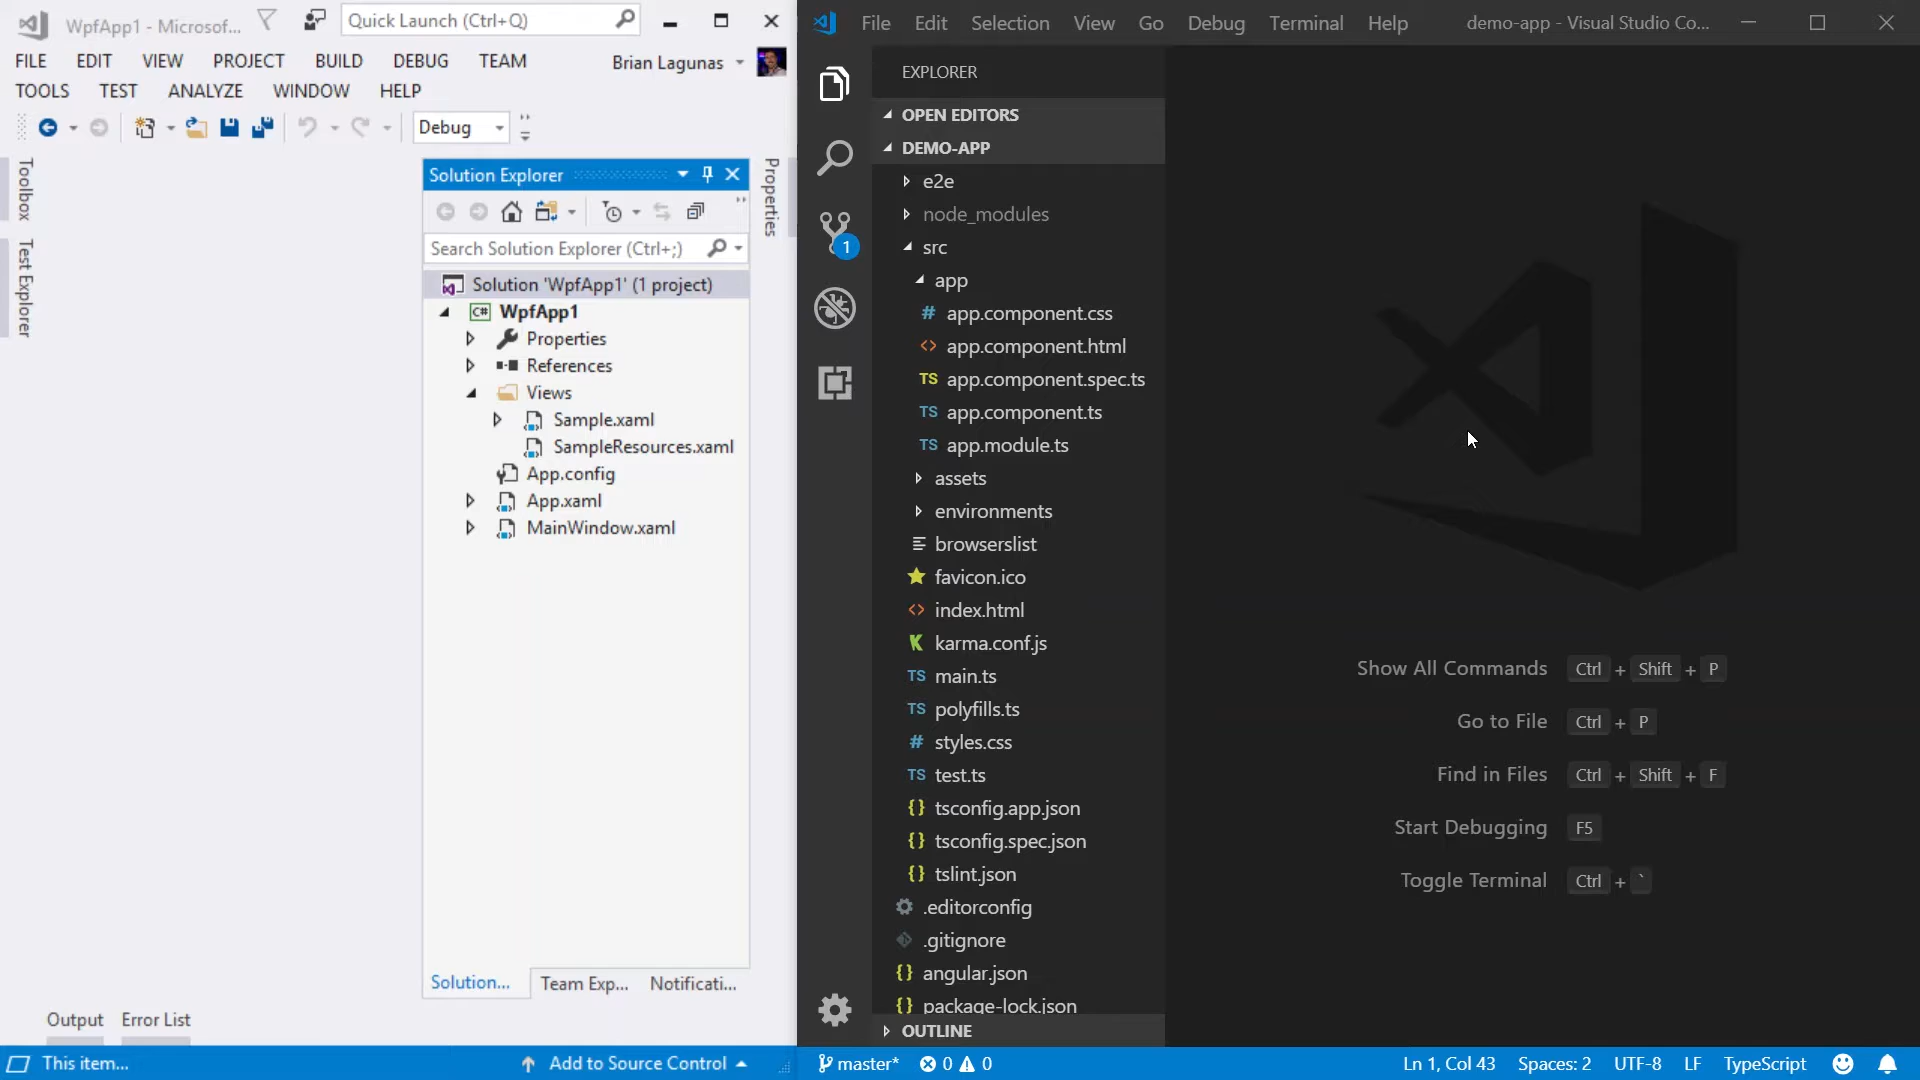 WpfApp1 - Microsof...
Quick Launch (Ctrl+Q)
FILE EDIT VIEW PROJECT BUILD DEBUG TEAM
Brian Lagunas
TOOLS TEST ANALYZE WINDOW HELP
Debug
Toolbox
Test Explorer
Solution Explorer
Search Solution Explorer (Ctrl+;)
Solution 'WpfApp1' (1 project)
C# WpfApp1
Properties
References
Views
Sample.xaml
SampleResources.xaml
App.config
App.xaml
MainWindow.xaml
Solution... Team Exp... Notificati...
Properties
Output Error List
This item...
Add to Source Control
File Edit Selection View Go Debug Terminal Help
demo-app - Visual Studio Co...
1
EXPLORER
OPEN EDITORS
DEMO-APP
e2e
node_modules
src
app
# app.component.css
<> app.component.html
TS app.component.spec.ts
TS app.component.ts
TS app.module.ts
assets
environments
browserslist
favicon.ico
<> index.html
K karma.conf.js
TS main.ts
TS polyfills.ts
# styles.css
TS test.ts
{} tsconfig.app.json
{} tsconfig.spec.json
{} tslint.json
.editorconfig
.gitignore
{} angular.json
{} package-lock.json
OUTLINE
Show All Commands Ctrl + Shift + P
Go to File Ctrl + P
Find in Files Ctrl + Shift + F
Start Debugging F5
Toggle Terminal Ctrl + `
master* 0 0
Ln 1, Col 43 Spaces: 2 UTF-8 LF TypeScript